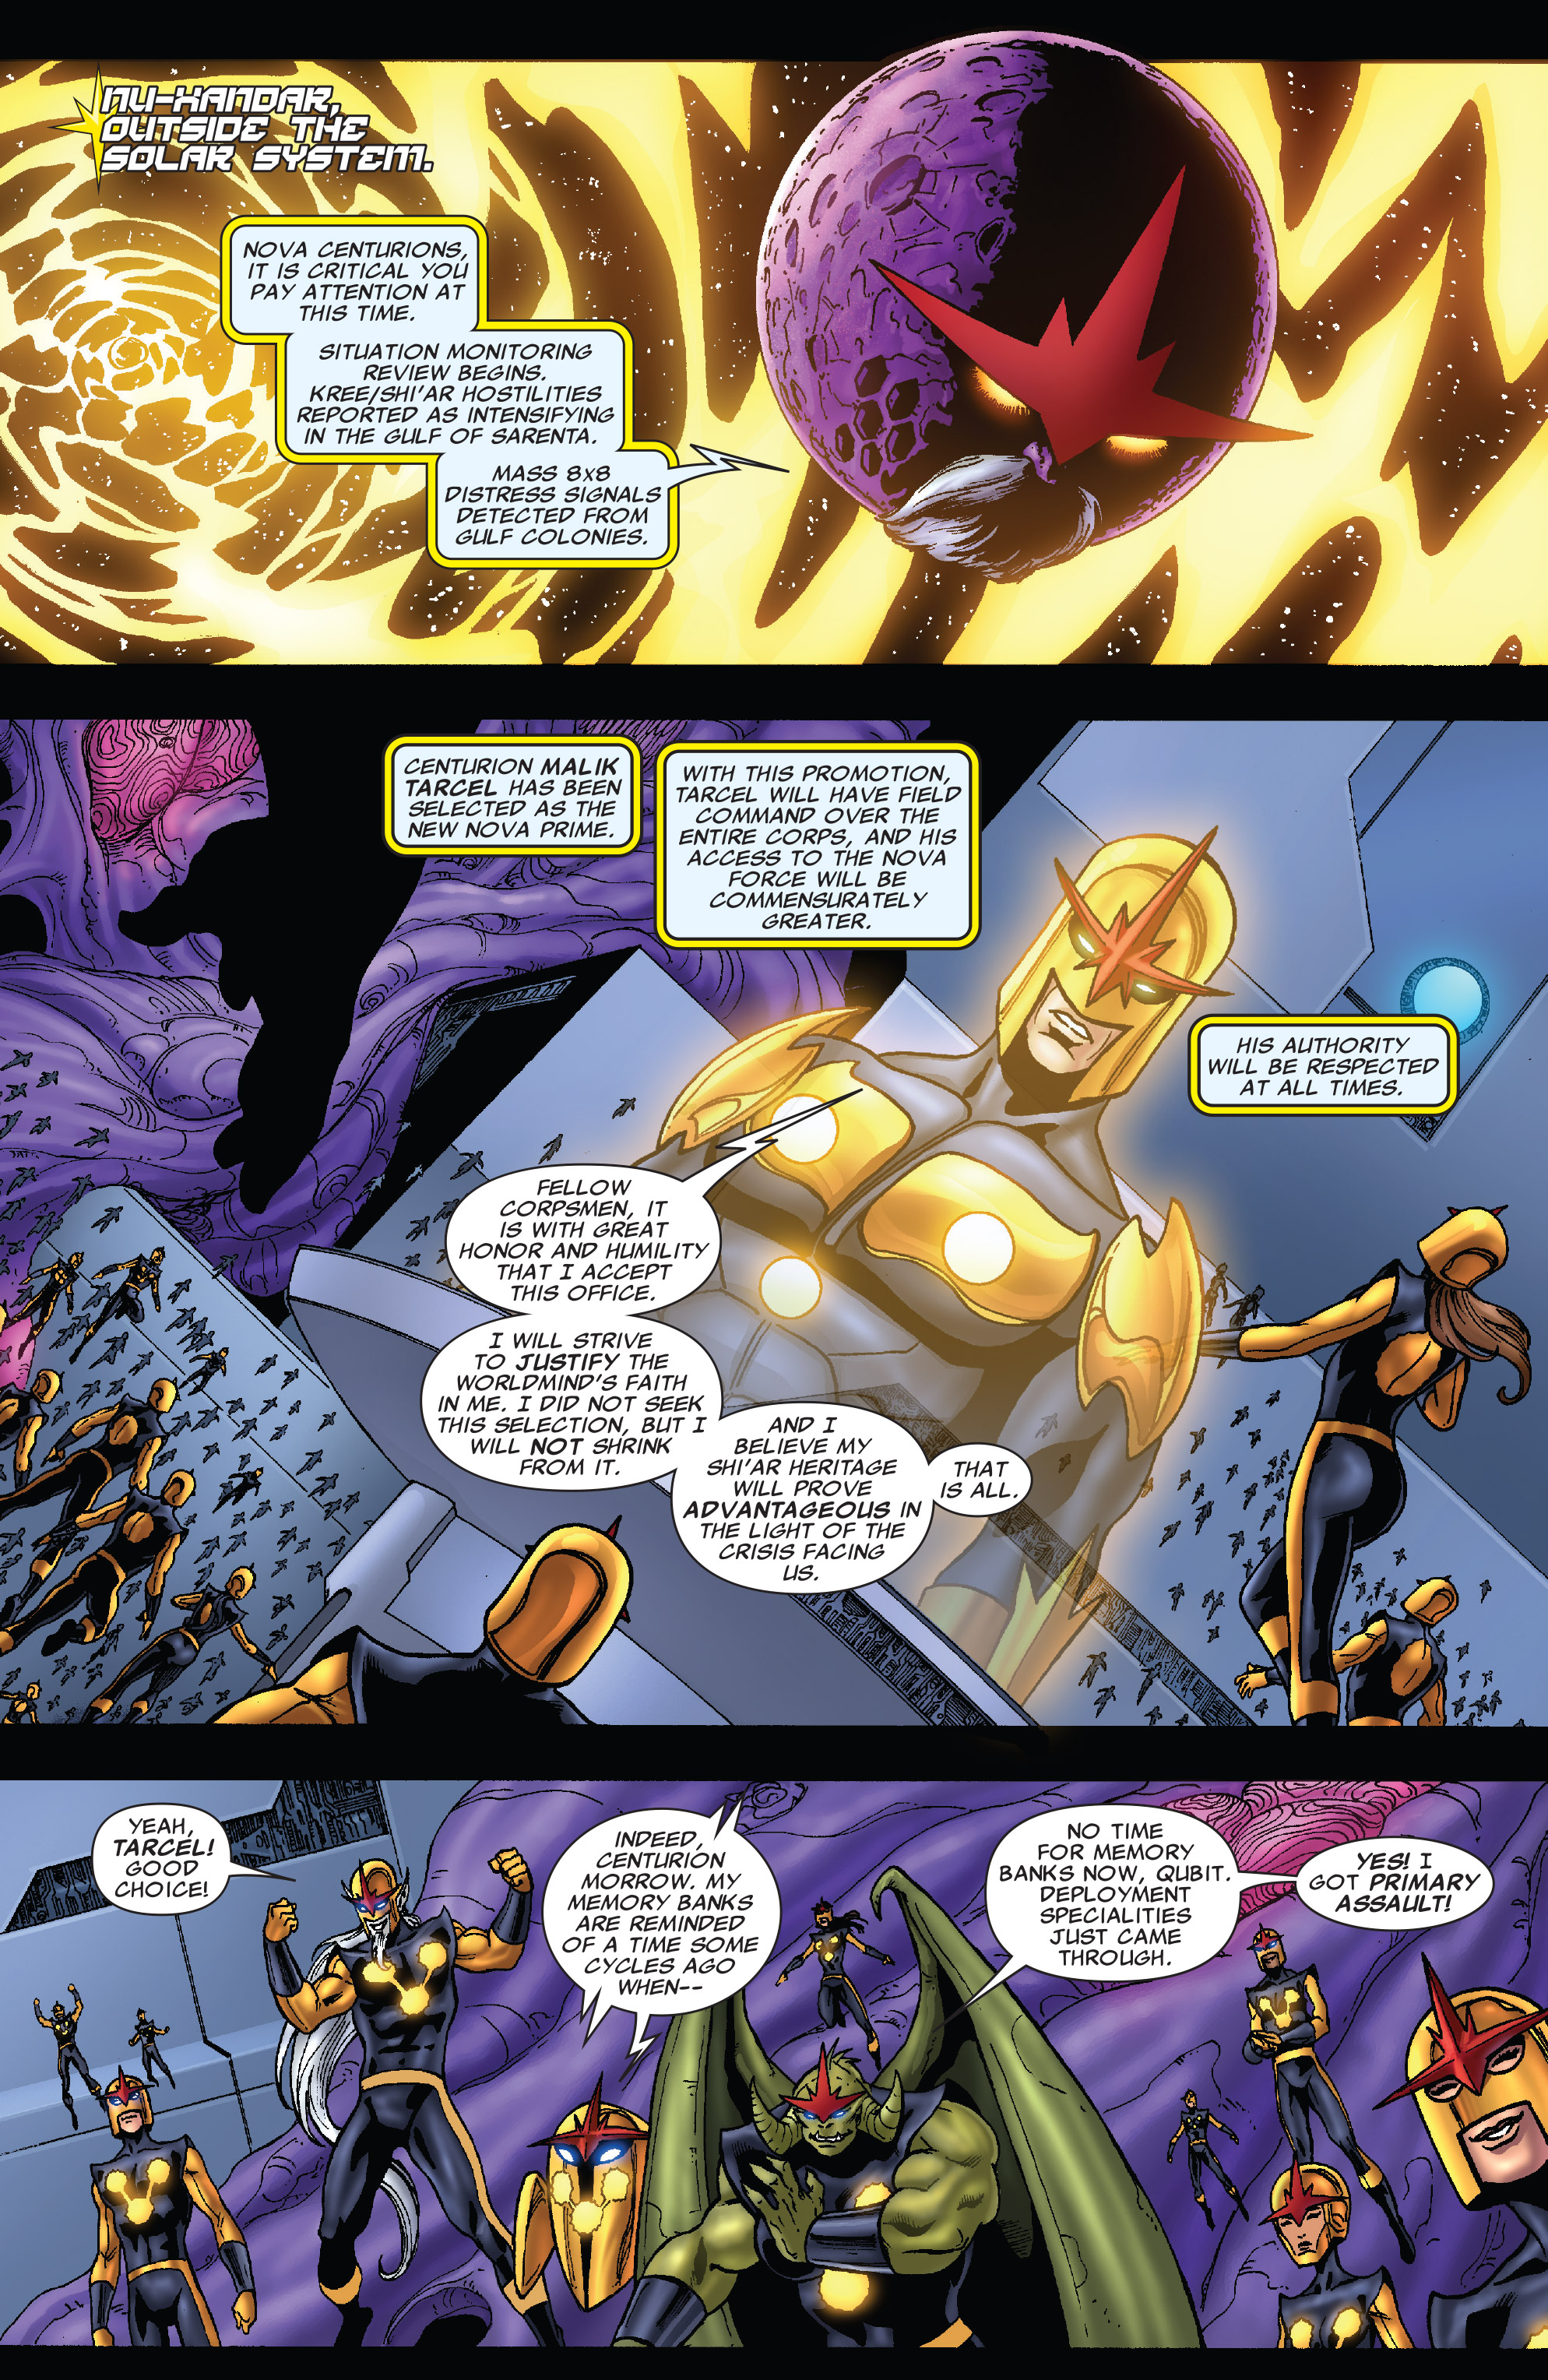 NU-XANDAR,
OUTSIDE THE
SOLAR SYSTEM.
NOVA CENTURIONS,
IT IS CRITICAL YOU
PAY ATTENTION AT
THIS TIME.
SITUATION MONITORING
REVIEW BEGINS.
KREE/SHI'AR HOSTILITIES
REPORTED AS INTENSIFYING
IN THE GULF OF SARENTA.
MASS 8X8
DISTRESS SIGNALS
DETECTED FROM
GULF COLONIES.
CENTURION MALIK
TARCEL HAS BEEN
SELECTED AS THE
NEW NOVA PRIME.
WITH THIS PROMOTION,
TARCEL WILL HAVE FIELD
COMMAND OVER THE
ENTIRE CORPS, AND HIS
ACCESS TO THE NOVA
FORCE WILL BE
COMMENSURATELY
GREATER.
HIS AUTHORITY
WILL BE RESPECTED
AT ALL TIMES.
FELLOW
CORPSMEN, IT
IS WITH GREAT
HONOR AND HUMILITY
THAT I ACCEPT
THIS OFFICE.
I WILL STRIVE
TO JUSTIFY THE
WORLDMIND'S FAITH
IN ME. I DID NOT SEEK
THIS SELECTION, BUT I
WILL NOT SHRINK
FROM IT.
AND I
BELIEVE MY
SHI'AR HERITAGE
WILL PROVE
ADVANTAGEOUS IN
THE LIGHT OF THE
CRISIS FACING
US.
THAT
IS ALL.
YEAH,
TARCEL!
GOOD
CHOICE!
INDEED,
CENTURION
MORROW. MY
MEMORY BANKS
ARE REMINDED
OF A TIME SOME
CYCLES AGO
WHEN--
NO TIME
FOR MEMORY
BANKS NOW, QUBIT.
DEPLOYMENT
SPECIALITIES
JUST CAME
THROUGH.
YES! I
GOT PRIMARY
ASSAULT!